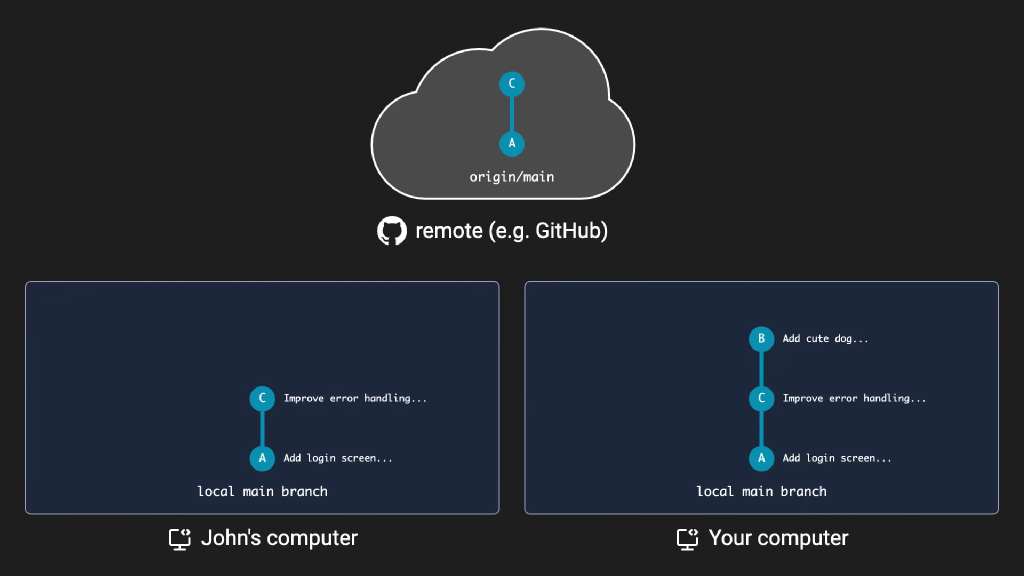 C
A
origin/main
remote (e.g. GitHub)
C Improve error handling...
A Add login screen...
local main branch
John's computer
B Add cute dog...
C Improve error handling...
A Add login screen...
local main branch
Your computer